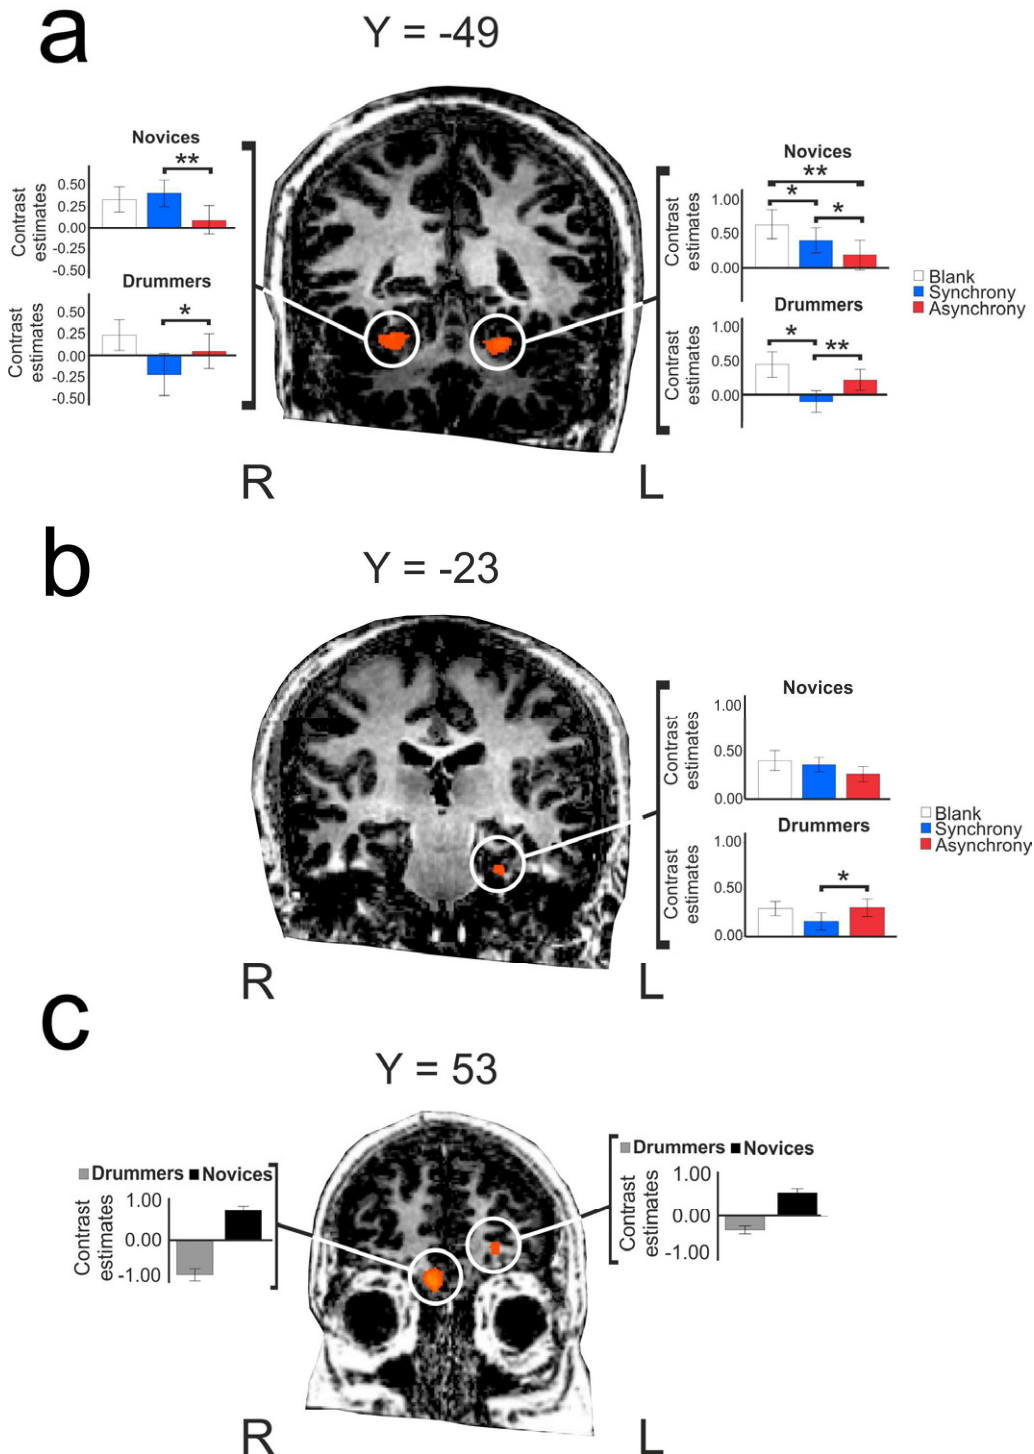 a
Y = -49
Novices
**
Contrast
estimates
0.50
0.25
0.00
-0.25
-0.50
Drummers
*
Contrast
estimates
0.50
0.25
0.00
-0.25
-0.50
Novices
**
*
*
Contrast
estimates
1.00
0.50
0.00
Drummers
*
**
Contrast
estimates
1.00
0.50
0.00
Blank
Synchrony
Asynchrony
R
L
b
Y = -23
Novices
Contrast
estimates
1.00
0.50
0.00
Drummers
*
Contrast
estimates
1.00
0.50
0.00
Blank
Synchrony
Asynchrony
R
L
c
Y = 53
Drummers Novices
Contrast
estimates
1.00
0.00
-1.00
Drummers Novices
Contrast
estimates
1.00
0.00
-1.00
R
L